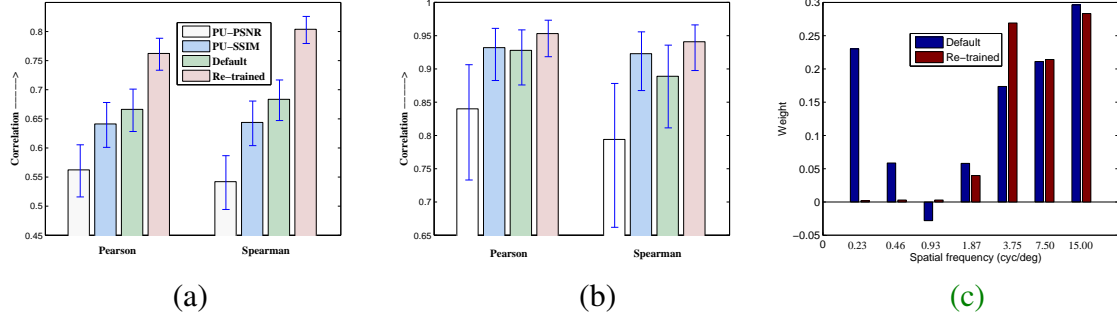 Correlation ----->
0.8
0.75
0.7
0.65
0.6
0.55
0.5
0.45
PU−PSNR
PU−SSIM
Default
Re−trained
Pearson
Spearman
(a)
Correlation ----->
1
0.95
0.9
0.85
0.8
0.75
0.7
0.65
Pearson
Spearman
(b)
Weight
0.3
0.25
0.2
0.15
0.1
0.05
0
−0.05
Default
Re−trained
0 0.23 0.46 0.93 1.87 3.75 7.50 15.00
Spatial frequency (cyc/deg)
(c)